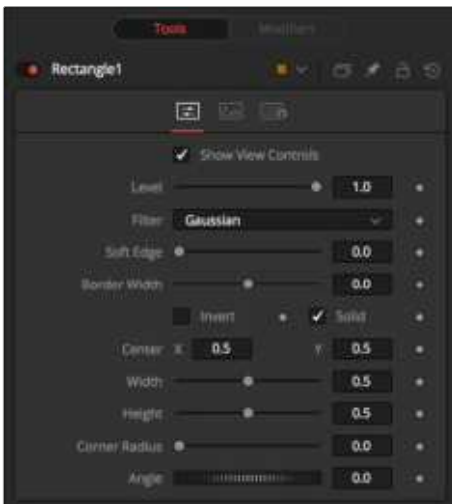 Tools Modifiers
Rectangle1
Show View Controls
Level 1.0
Filter Gaussian
Soft Edge 0.0
Border Width 0.0
Invert Solid
Center X 0.5 Y 0.5
Width 0.5
Height 0.5
Corner Radius 0.0
Angle 0.0